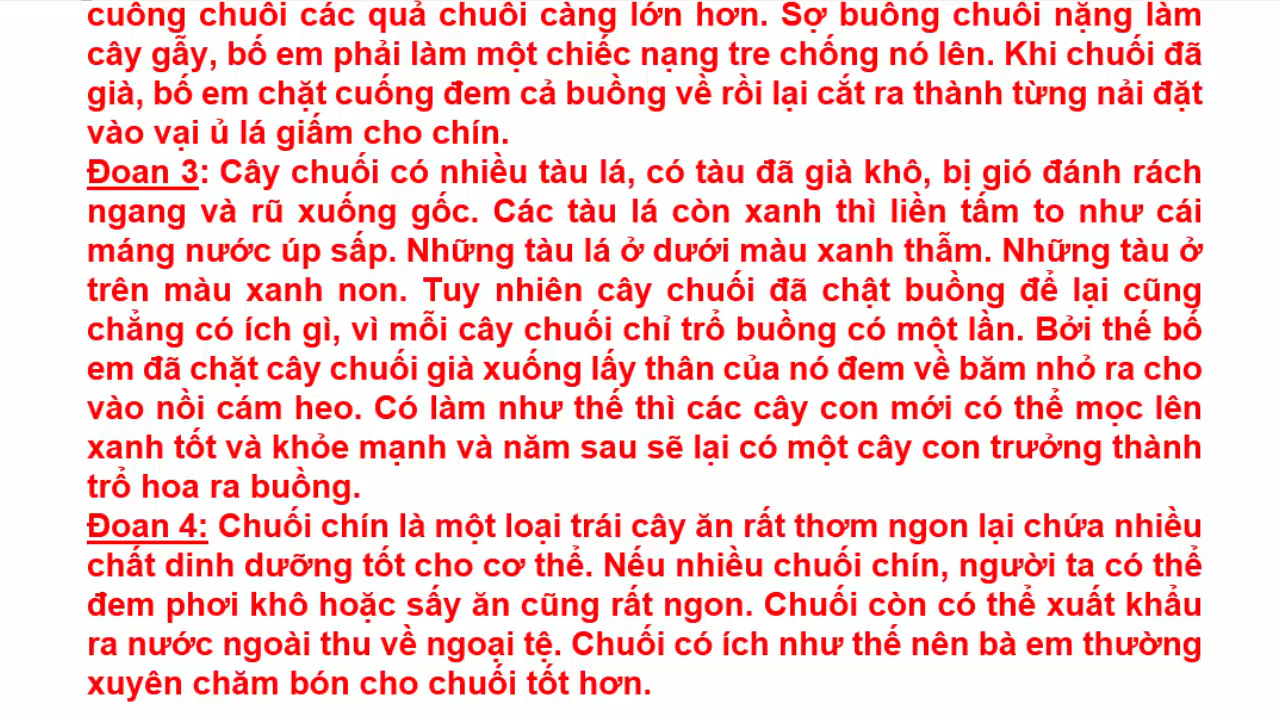 cuông chuôi các quả chuôi càng lớn hơn. Sợ buông chuôi nặng làm
cây gẫy, bố em phải làm một chiếc nạng tre chống nó lên. Khi chuối đã
già, bố em chặt cuống đem cả buồng về rồi lại cắt ra thành từng nải đặt
vào vại ủ lá giấm cho chín.
Đoan 3: Cây chuối có nhiều tàu lá, có tàu đã già khô, bị gió đánh rách
ngang và rũ xuống gốc. Các tàu lá còn xanh thì liền tấm to như cái
máng nước úp sấp. Những tàu lá ở dưới màu xanh thẫm. Những tàu ở
trên màu xanh non. Tuy nhiên cây chuối đã chặt buồng để lại cũng
chẳng có ích gì, vì mỗi cây chuối chỉ trổ buồng có một lần. Bởi thế bố
em đã chặt cây chuối già xuống lấy thân của nó đem về băm nhỏ ra cho
vào nồi cám heo. Có làm như thế thì các cây con mới có thể mọc lên
xanh tốt và khỏe mạnh và năm sau sẽ lại có một cây con trưởng thành
trổ hoa ra buồng.
Đoan 4: Chuối chín là một loại trái cây ăn rất thơm ngon lại chứa nhiều
chất dinh dưỡng tốt cho cơ thể. Nếu nhiều chuối chín, người ta có thể
đem phơi khô hoặc sấy ăn cũng rất ngon. Chuối còn có thể xuất khẩu
ra nước ngoài thu về ngoại tệ. Chuối có ích như thế nên bà em thường
xuyên chăm bón cho chuối tốt hơn.